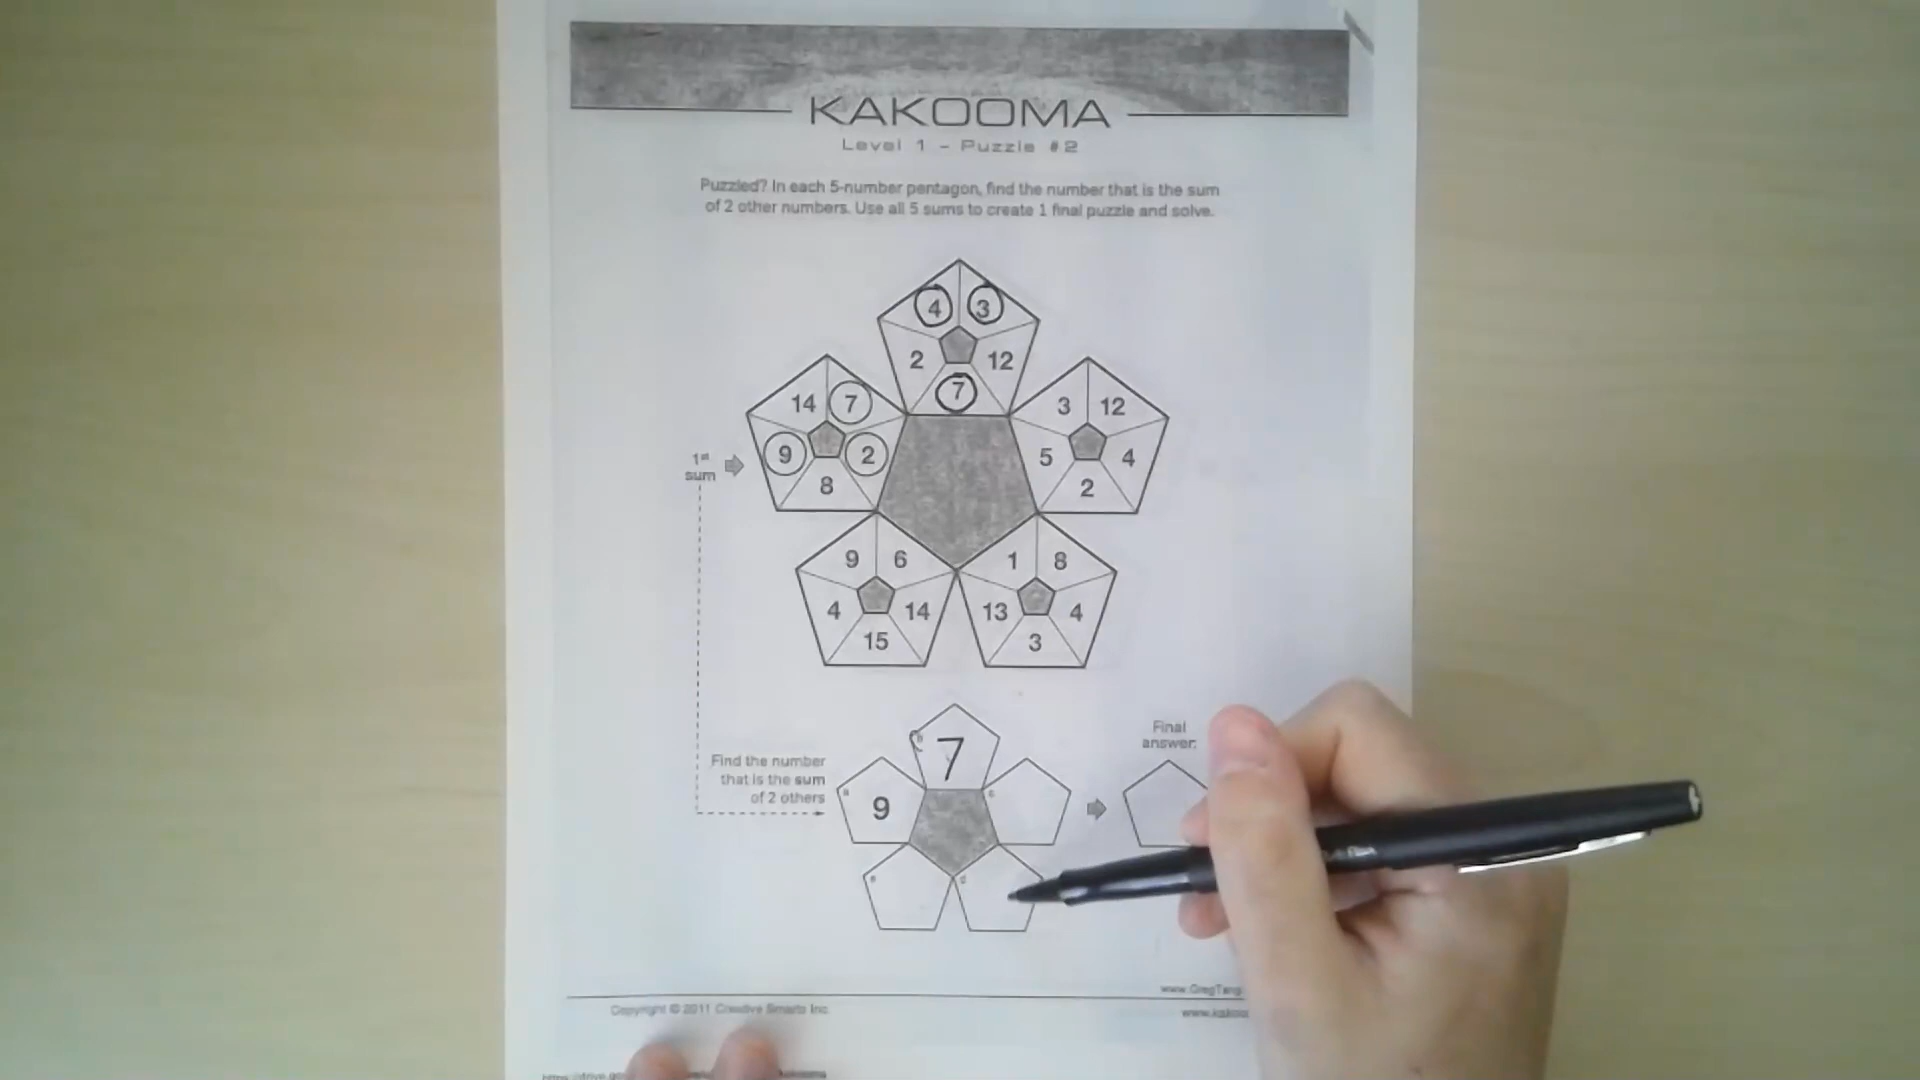 KAKOOMA
Level 1 - Puzzle #2
Puzzled? In each 5-number pentagon, find the number that is the sum
of 2 other numbers. Use all 5 sums to create 1 final puzzle and solve.
4 3
2 12
7
14 7
9 2
8
3 12
5 4
2
1st
sum
9 6
4 14
15
1 8
13 4
3
Find the number
that is the sum
of 2 others
7
9
Final
answer:
www.GregTang
Copyright © 2011 Creative Smarts Inc.
www.kakoo